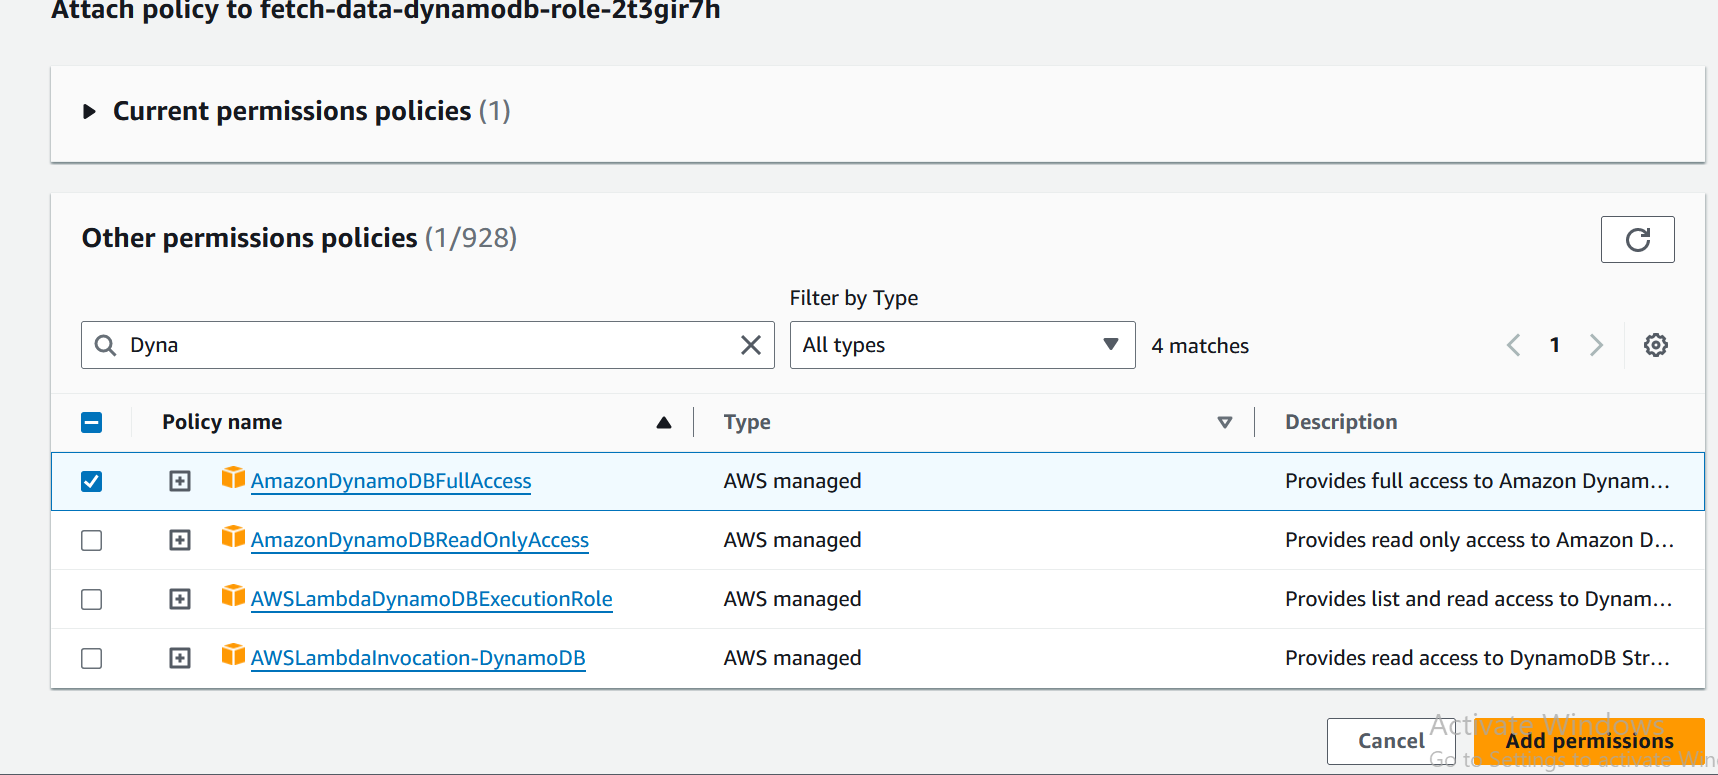 Attach policy to fetch-data-dynamodb-role-2t3gir7h
Current permissions policies (1)
Other permissions policies (1/928)
Filter by Type
Dyna
All types
4 matches
1
Policy name
Type
Description
AmazonDynamoDBFullAccess
AWS managed
Provides full access to Amazon Dynam...
AmazonDynamoDBReadOnlyAccess
AWS managed
Provides read only access to Amazon D...
AWSLambdaDynamoDBExecutionRole
AWS managed
Provides list and read access to Dynam...
AWSLambdaInvocation-DynamoDB
AWS managed
Provides read access to DynamoDB Str...
Activate Windows
Cancel
Add permissions
Go to Settings to activate Win